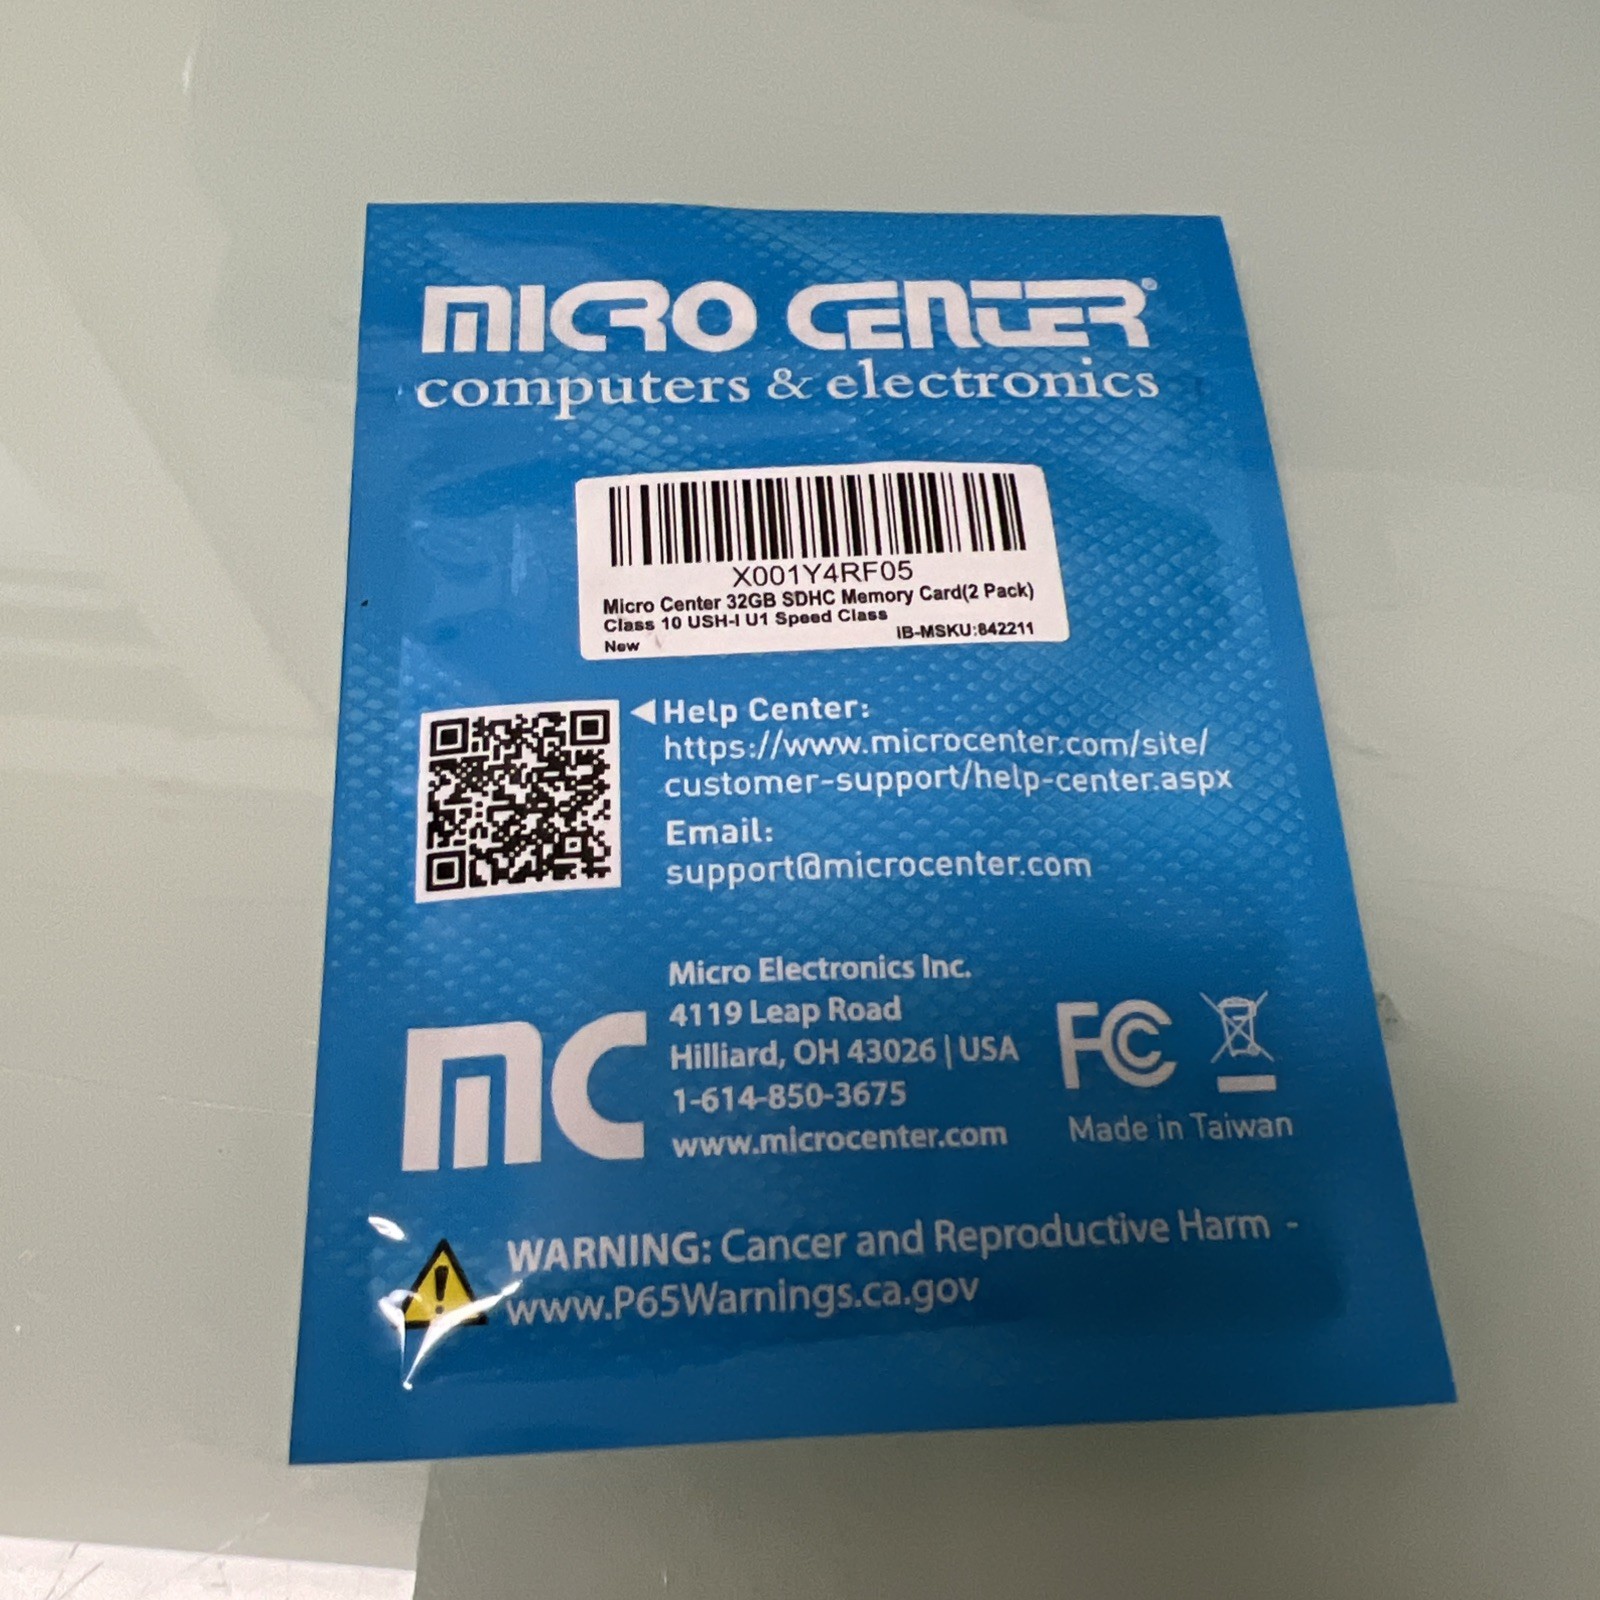 MICRO CENTER®
computers & electronics
X001Y4RF05
Micro Center 32GB SDHC Memory Card(2 Pack)
Class 10 USH-I U1 Speed Class
New
IB-MSKU:842211
Help Center:
https://www.microcenter.com/site/
customer-support/help-center.aspx
Email:
support@microcenter.com
MC
Micro Electronics Inc.
4119 Leap Road
Hilliard, OH 43026 | USA
1-614-850-3675
www.microcenter.com
FC
Made in Taiwan
WARNING: Cancer and Reproductive Harm -
www.P65Warnings.ca.gov